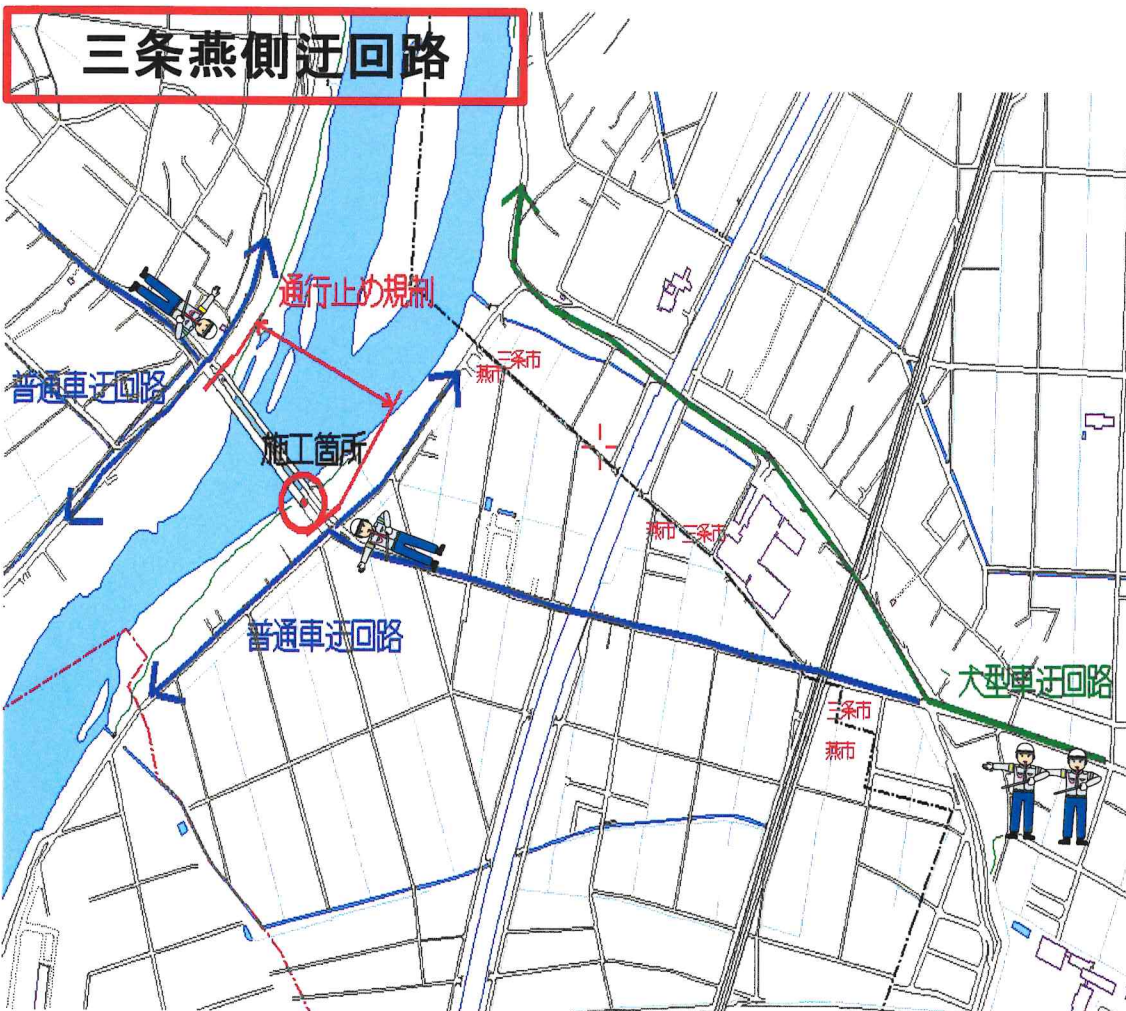 三条燕側迂回路
通行止め規制
三条市
燕市
普通車迂回路
施工箇所
燕市
三条市
普通車迂回路
大型車迂回路
三条市
燕市